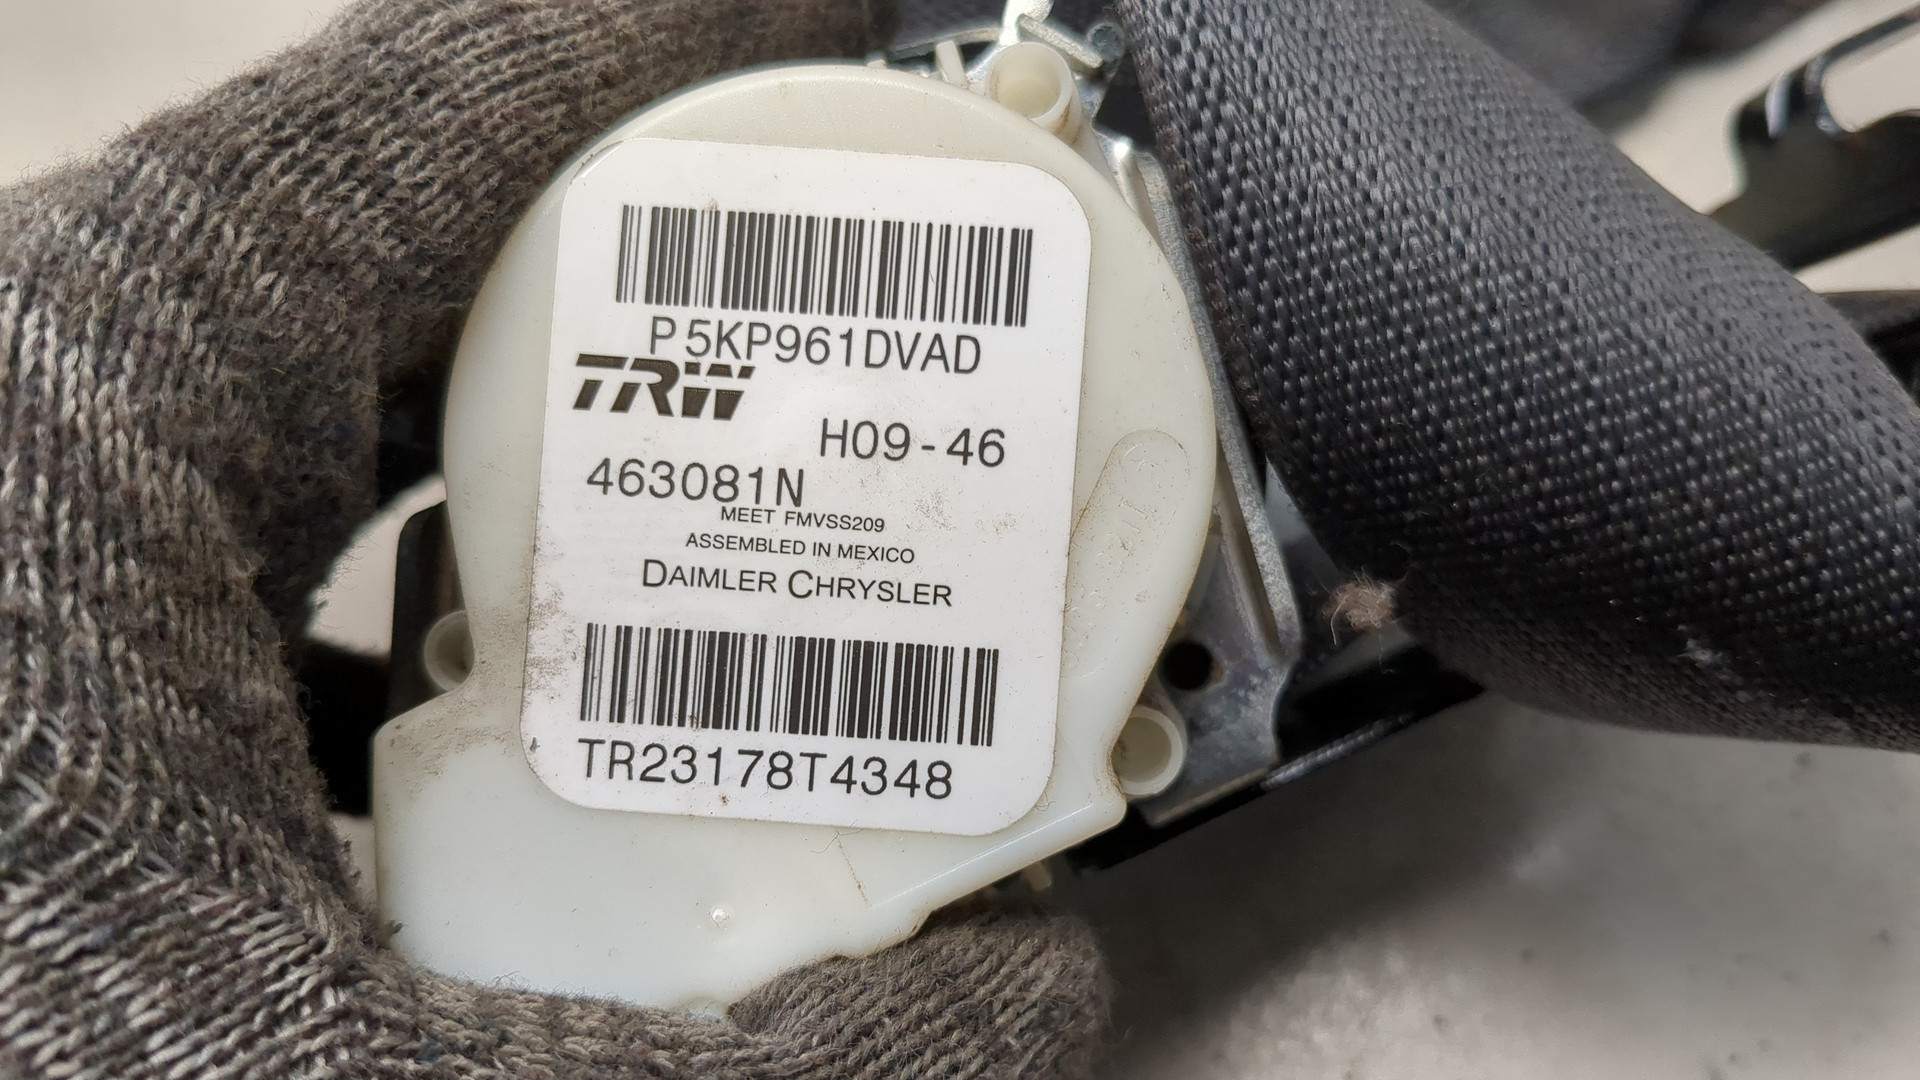 P 5KP961DVAD
TRW
H09-46
463081N
MEET FMVSS209
ASSEMBLED IN MEXICO
DAIMLER CHRYSLER
TR23178T4348